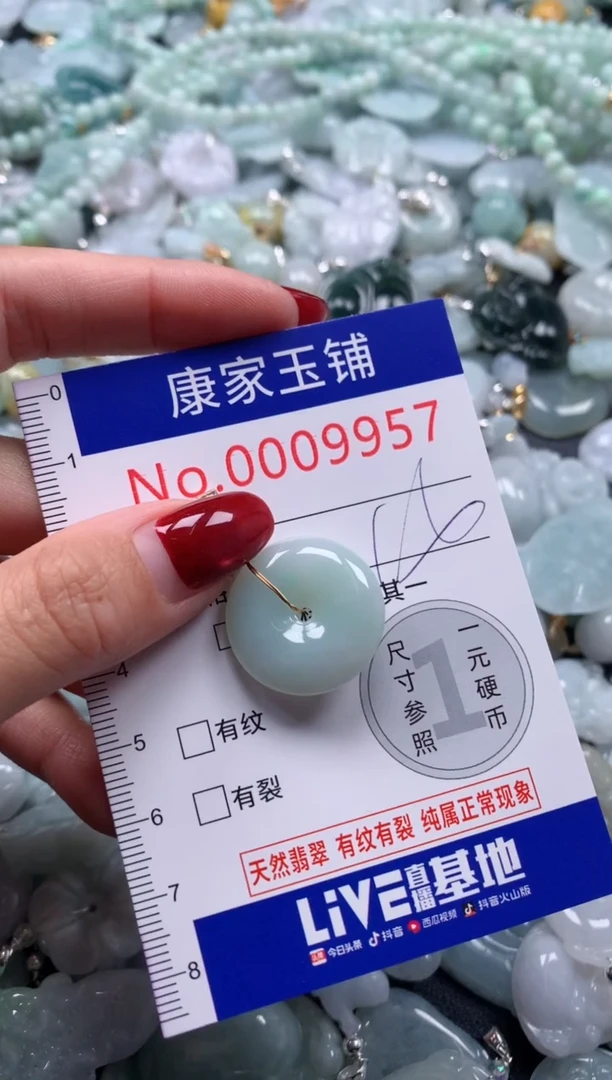 康家玉铺
No.0009957
0
1
其一
4
尺寸参照
1
一元硬币
5
有纹
6
有裂
天然翡翠 有纹有裂 纯属正常现象
7
LiVE直播基地
今日头条 抖音 西瓜视频 抖音火山版
8